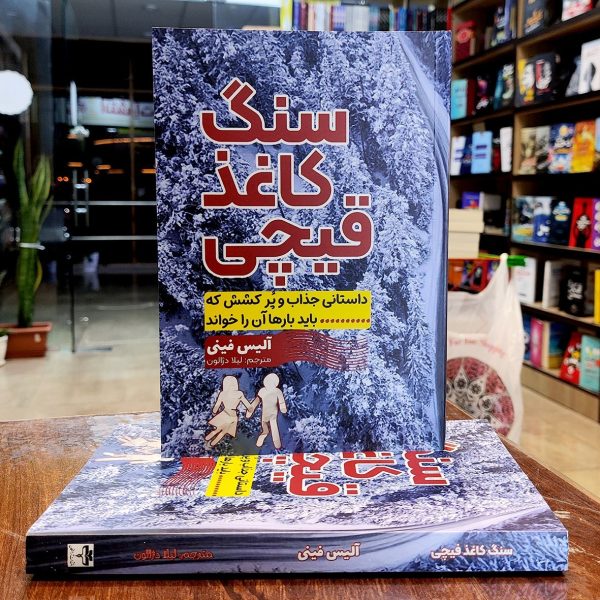 سنگ
کاغذ
قیچی
داستانی جذاب و پُر کشش که
.......... باید بارها آن را خواند
آلیس فینی
مترجم: لیلا دژالون
سنگ کاغذ قیچی
آلیس فینی
مترجم: لیلا دژالون